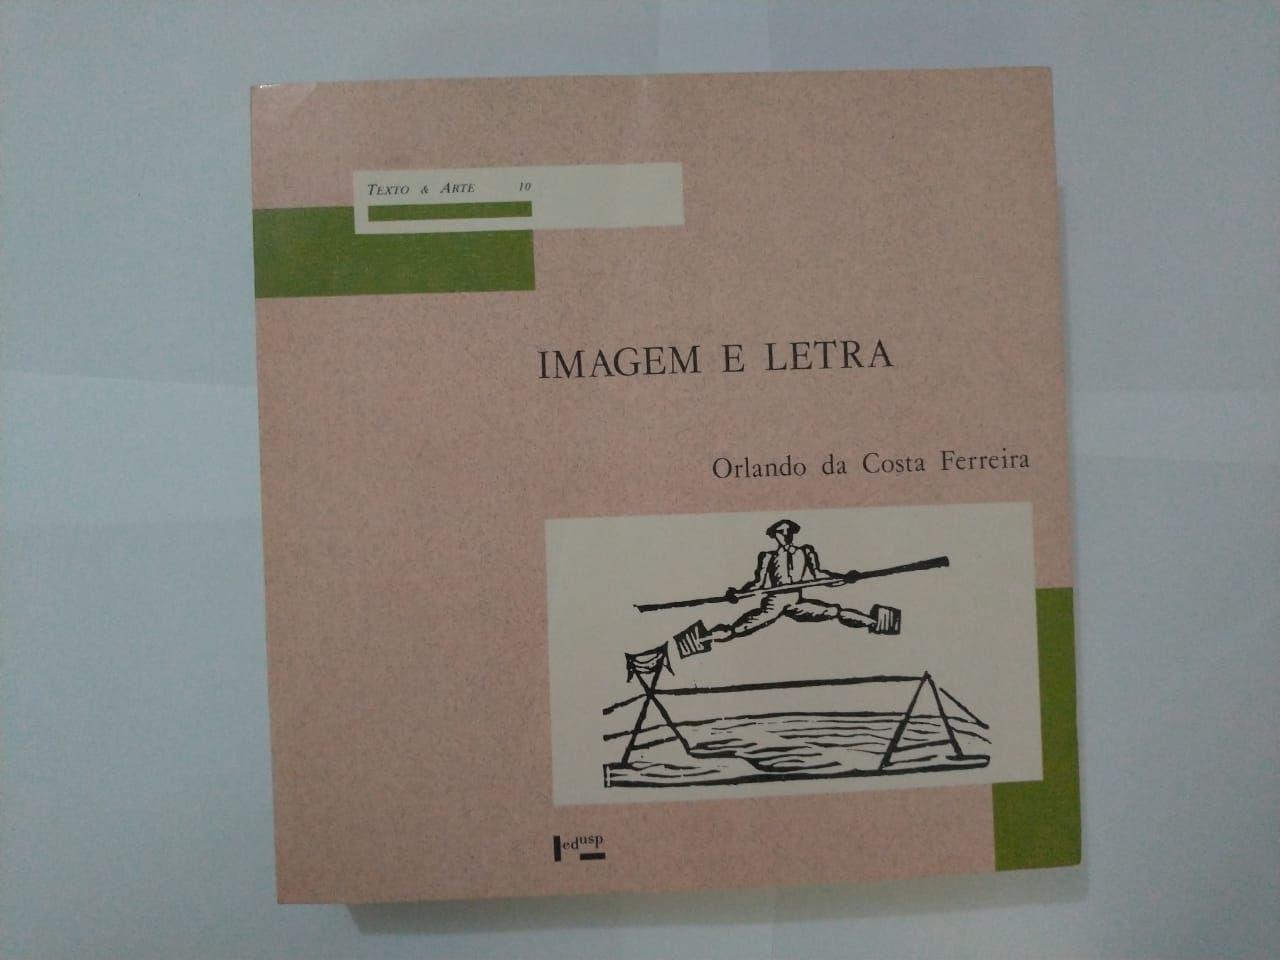 TEXTO & ARTE 10
IMAGEM E LETRA
Orlando da Costa Ferreira
edusp